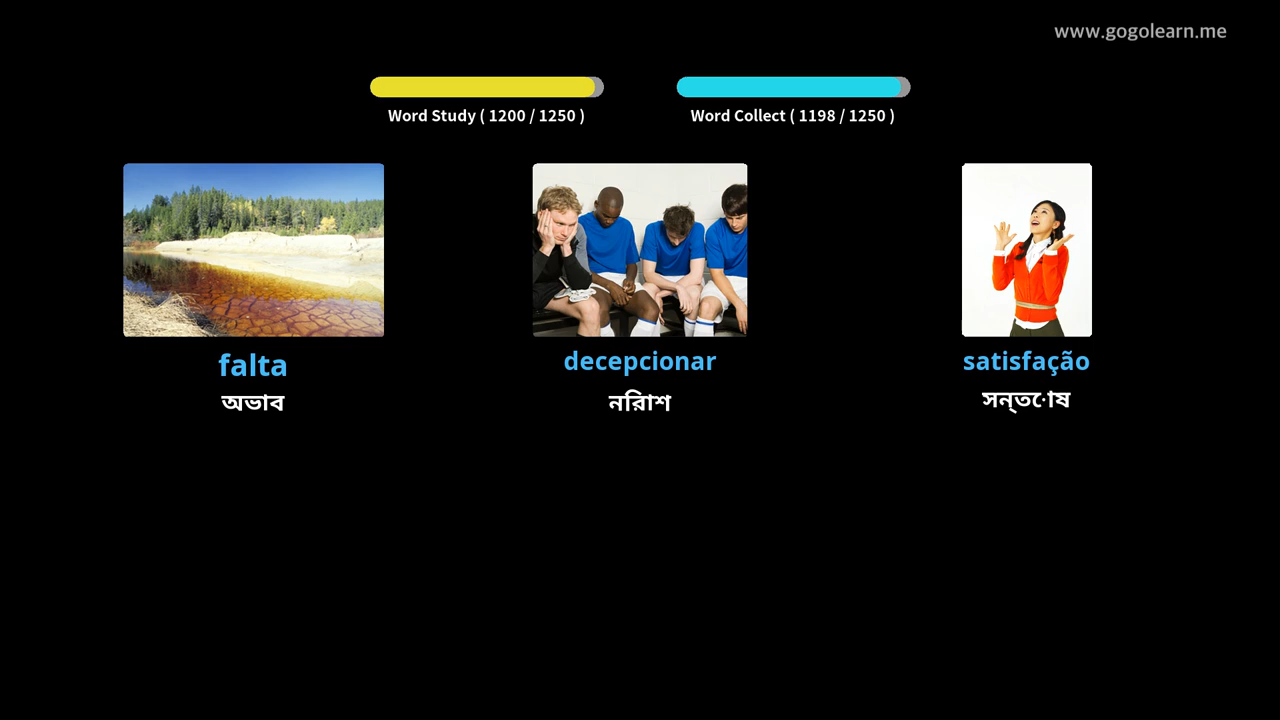 www.gogolearn.me
Word Study ( 1200 / 1250 )
Word Collect ( 1198 / 1250 )
falta
decepcionar
satisfação
অভাব
নিরাশ
সন্তোষ